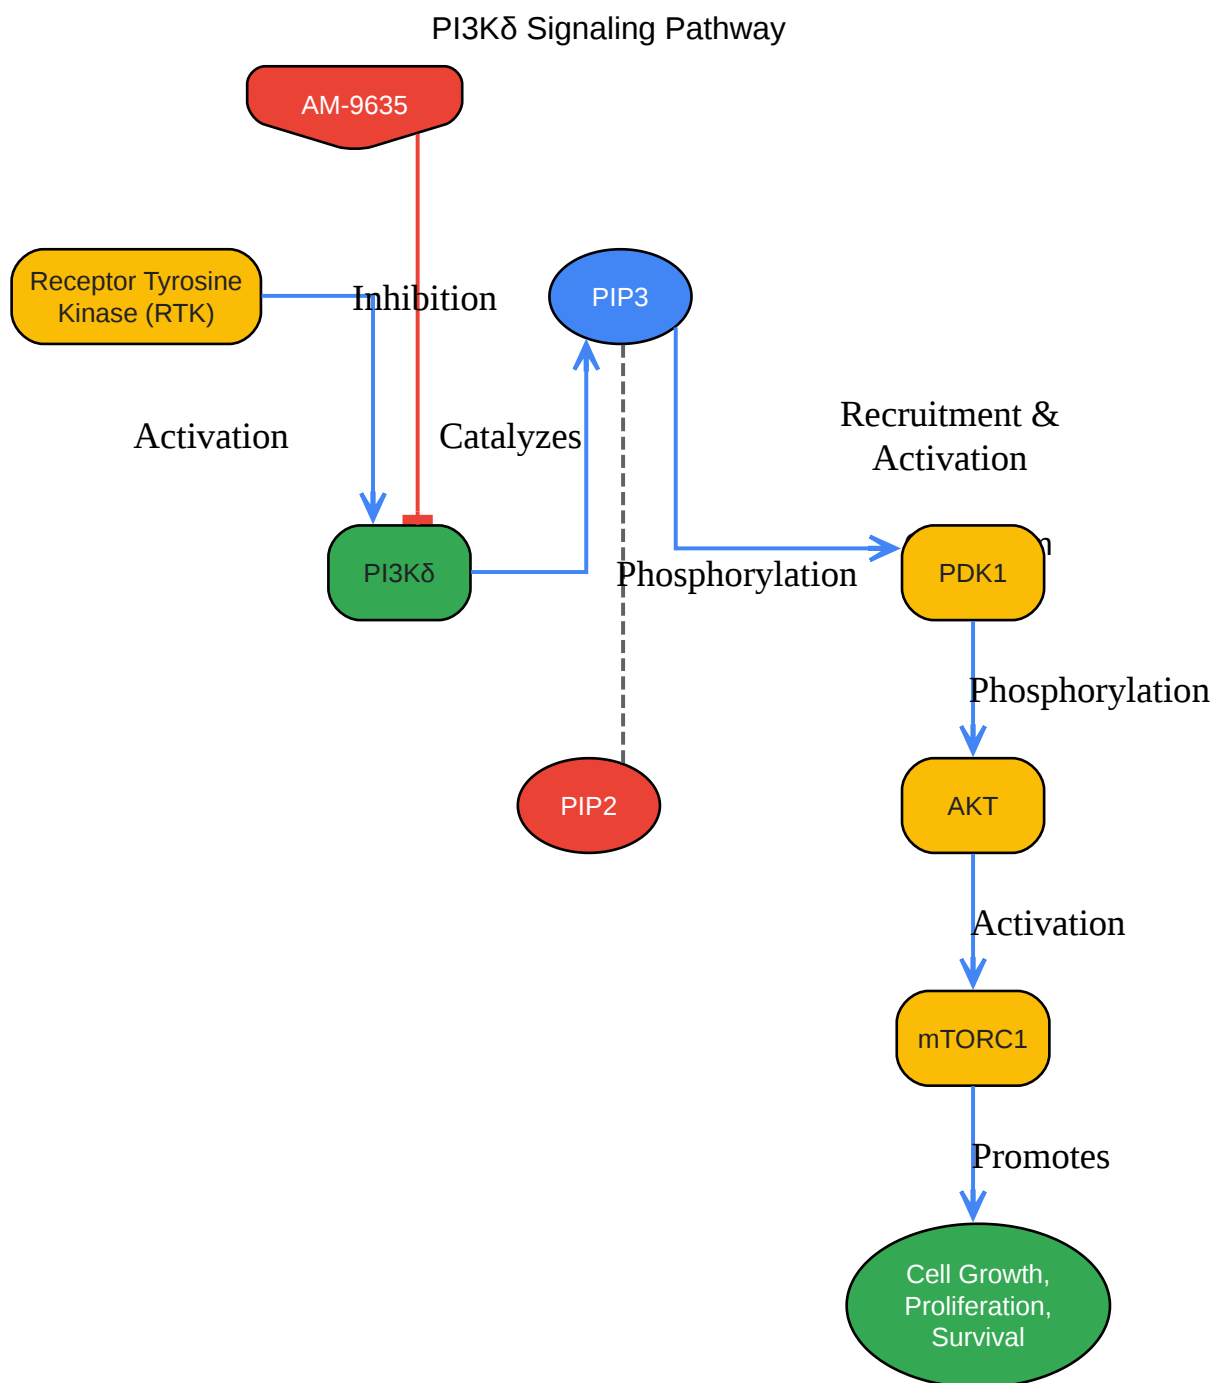 PI3Kδ Signaling Pathway
AM-9635
Receptor Tyrosine
Kinase (RTK)
Inhibition
PIP3
Activation
Catalyzes
Recruitment &
Activation
PI3Kδ
Phosphorylation
PDK1
Phosphorylation
PIP2
AKT
Activation
mTORC1
Promotes
Cell Growth,
Proliferation,
Survival